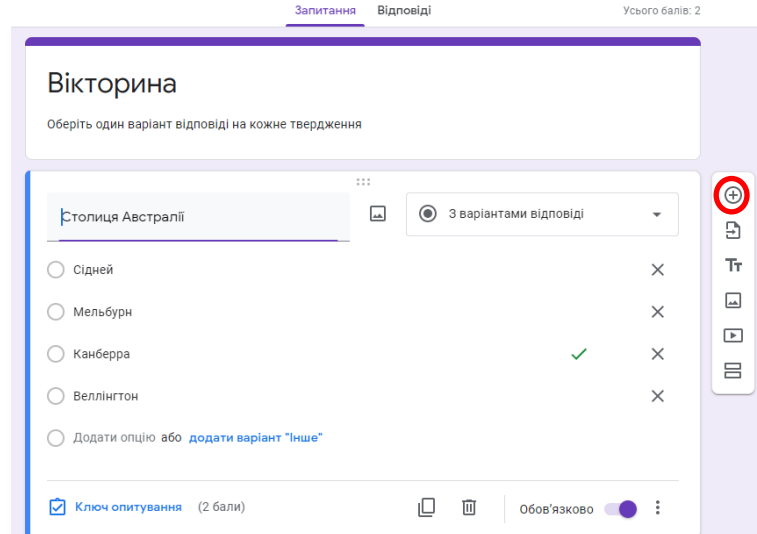 Запитання Відповіді Усього балів: 2
Вікторина
Оберіть один варіант відповіді на кожне твердження
Столиця Австралії З варіантами відповіді
Сідней
Мельбурн
Канберра
Веллінгтон
Додати опцію або додати варіант "Інше"
Ключ опитування (2 бали) Обов'язково
Тт